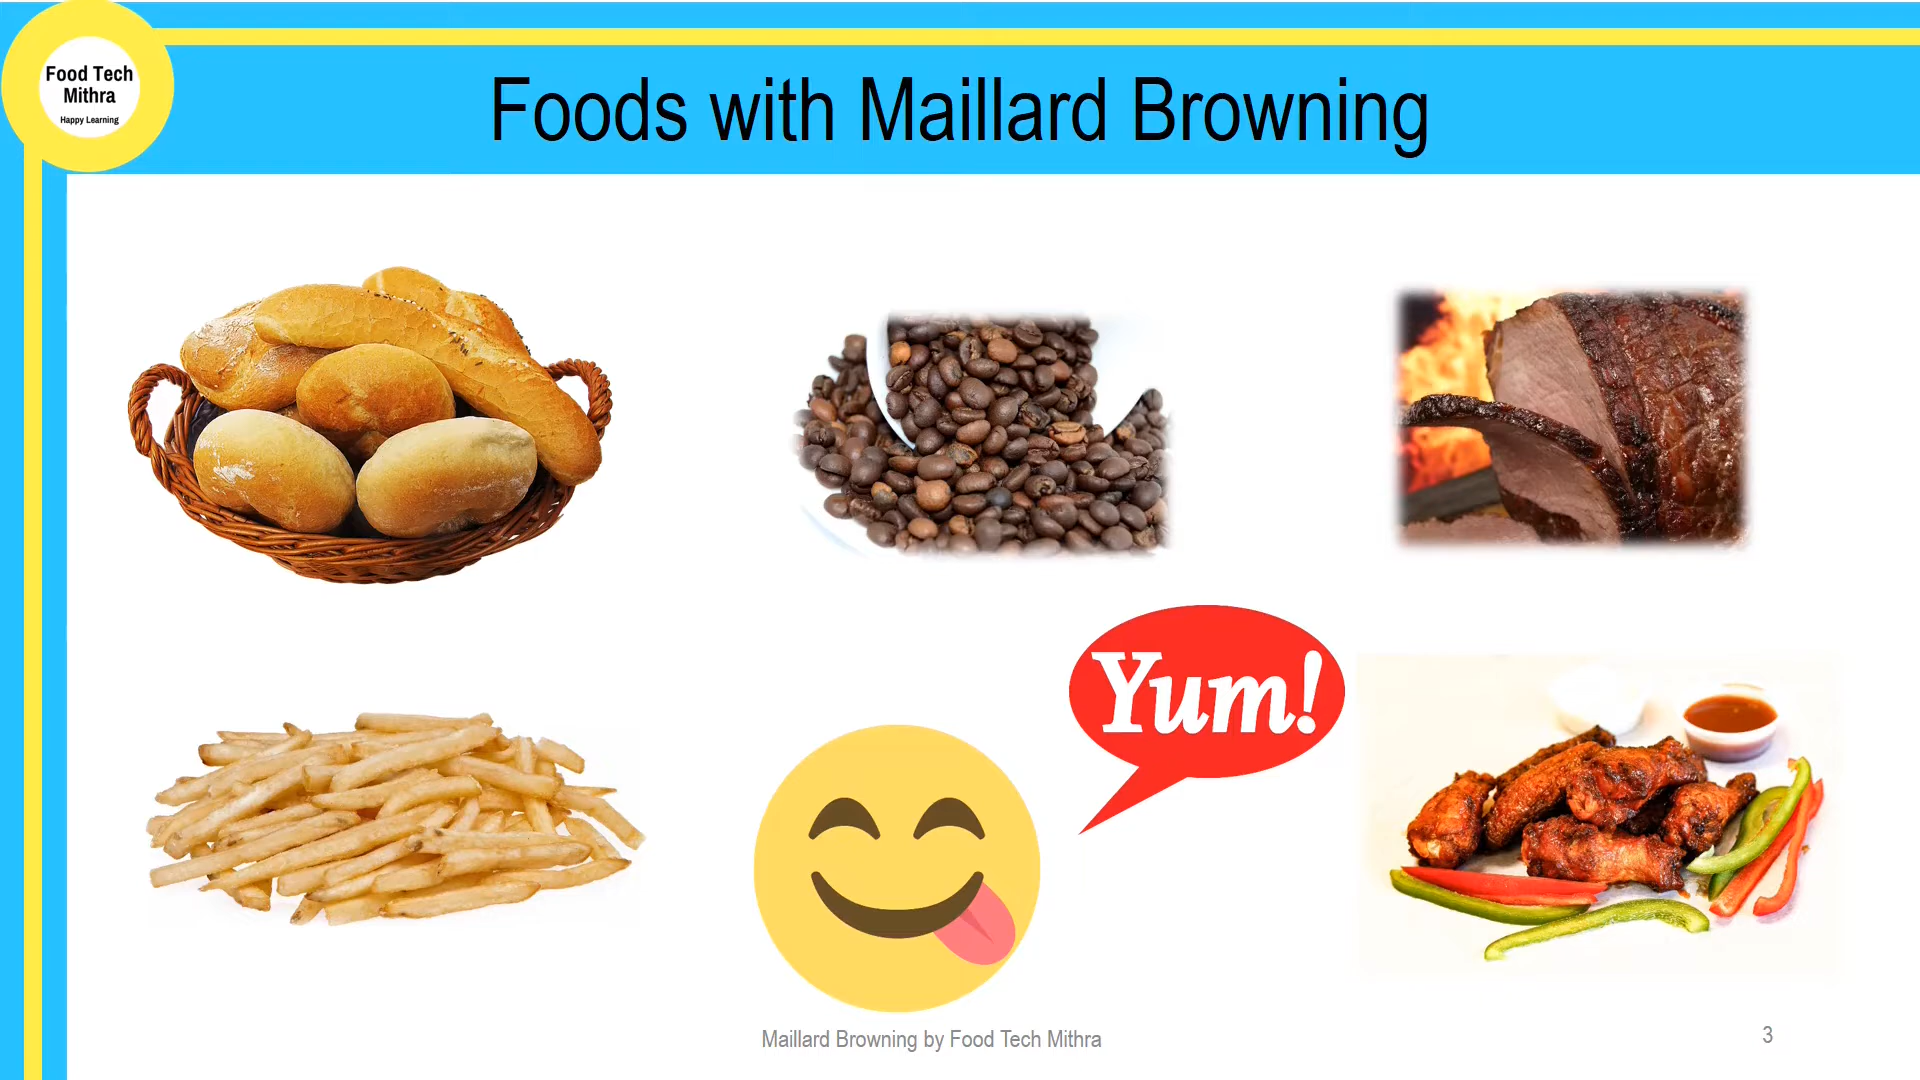 Food Tech
Mithra
Happy Learning
Foods with Maillard Browning
Yum!
Maillard Browning by Food Tech Mithra
3